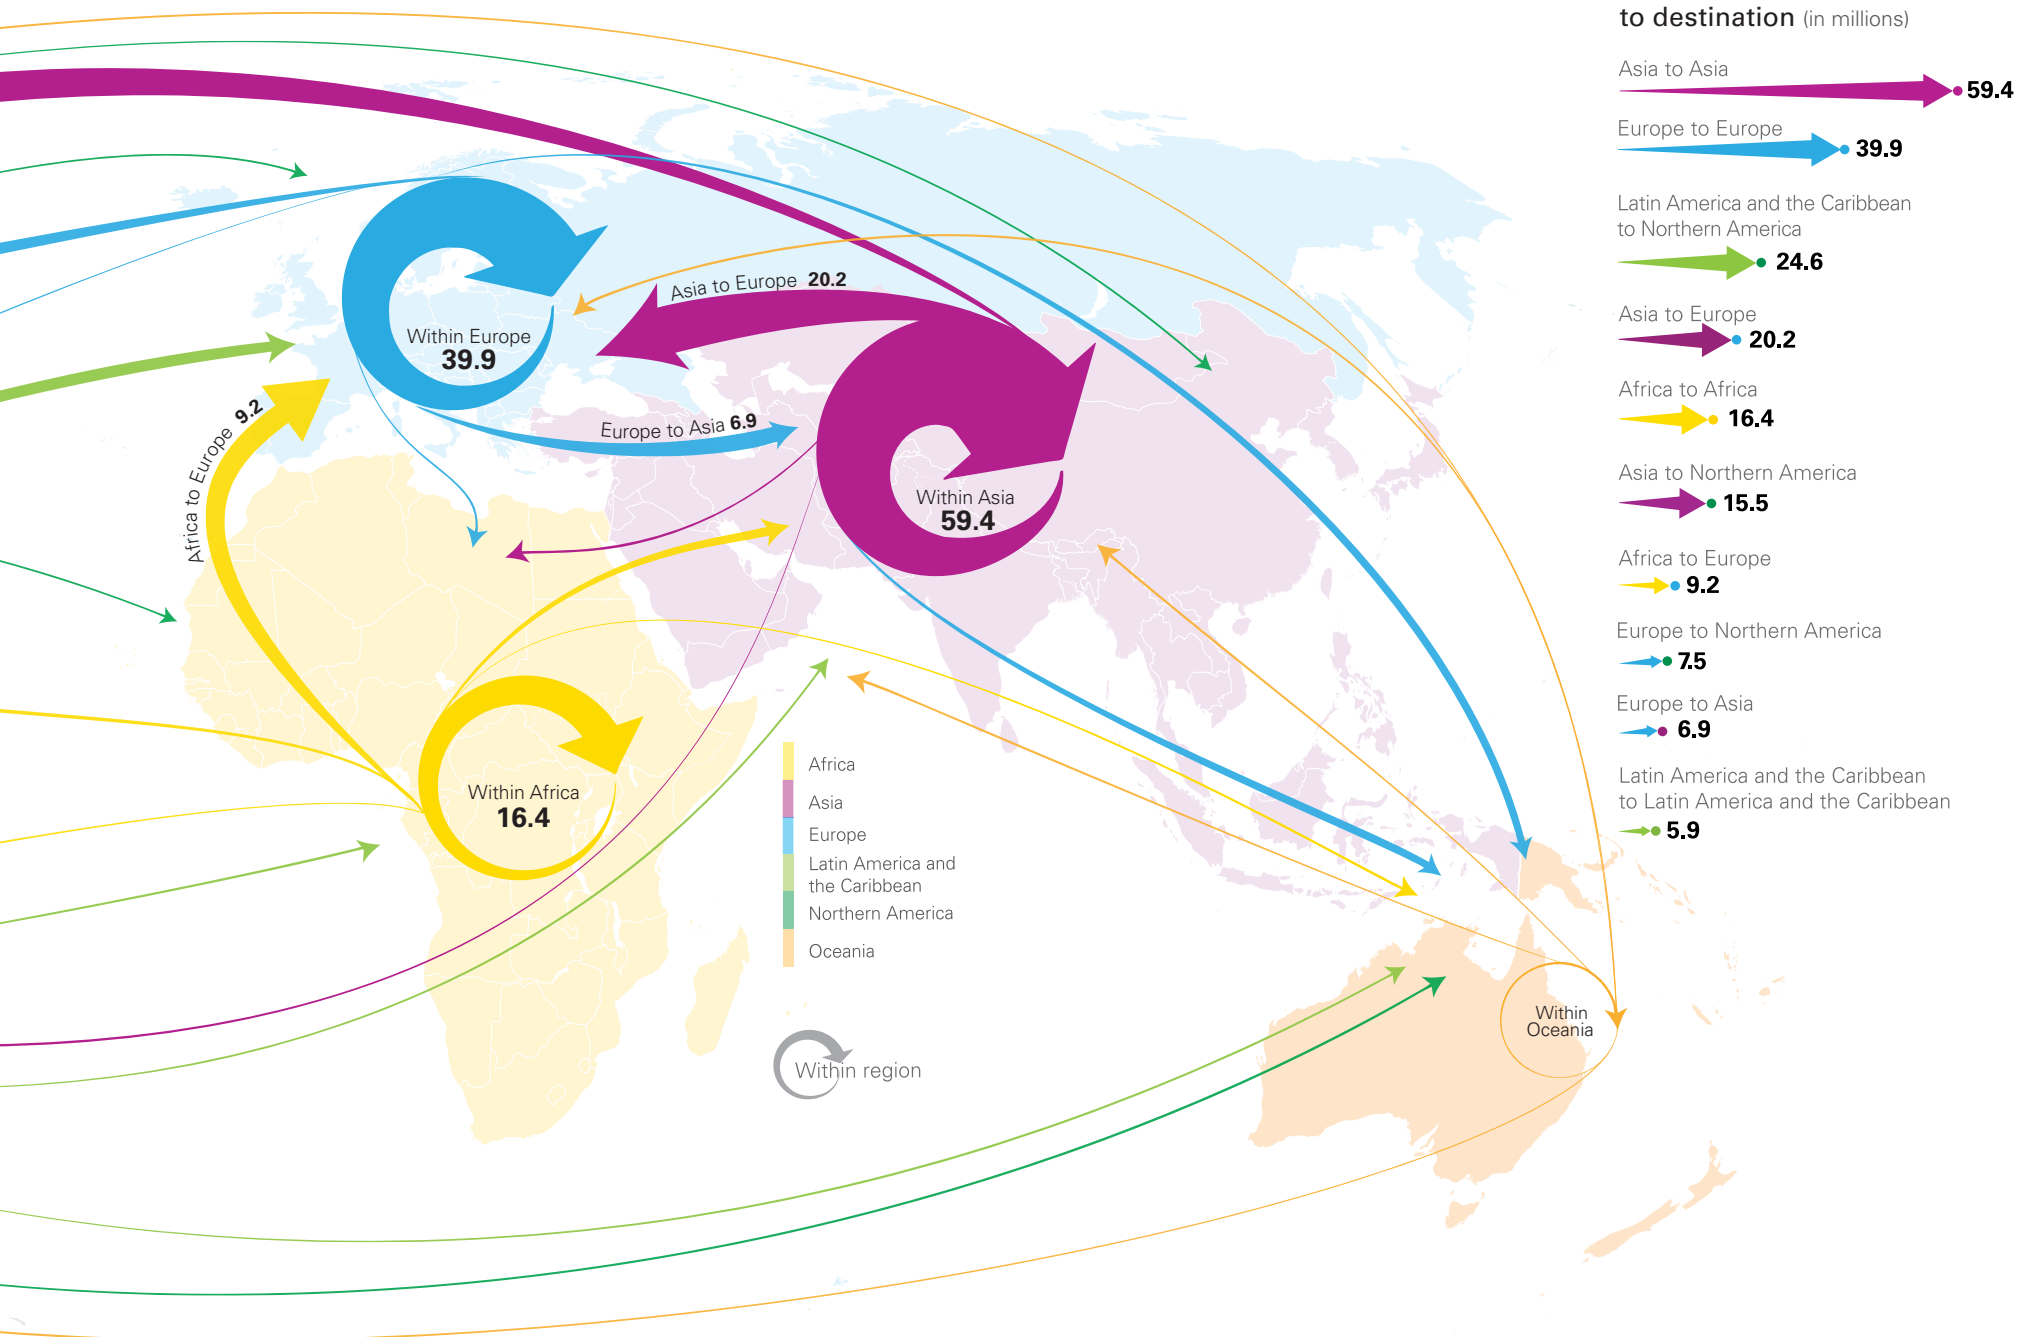 to destination (in millions)
Asia to Asia
59.4
Europe to Europe
39.9
Latin America and the Caribbean
to Northern America
24.6
Asia to Europe
20.2
Africa to Africa
16.4
Asia to Northern America
15.5
Africa to Europe
9.2
Europe to Northern America
7.5
Europe to Asia
6.9
Latin America and the Caribbean
to Latin America and the Caribbean
5.9
Asia to Europe 20.2
Within Europe
39.9
Africa to Europe 9.2
Europe to Asia 6.9
Within Asia
59.4
Within Africa
16.4
Africa
Asia
Europe
Latin America and
the Caribbean
Northern America
Oceania
Within region
Within
Oceania